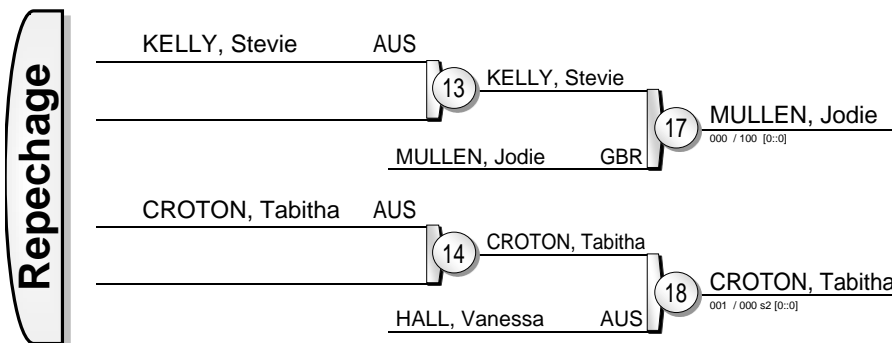 Repechage
KELLY, Stevie AUS
13
KELLY, Stevie
MULLEN, Jodie GBR
17
MULLEN, Jodie
000 / 100 [0::0]
CROTON, Tabitha AUS
14
CROTON, Tabitha
HALL, Vanessa AUS
18
CROTON, Tabitha
001 / 000 s2 [0::0]